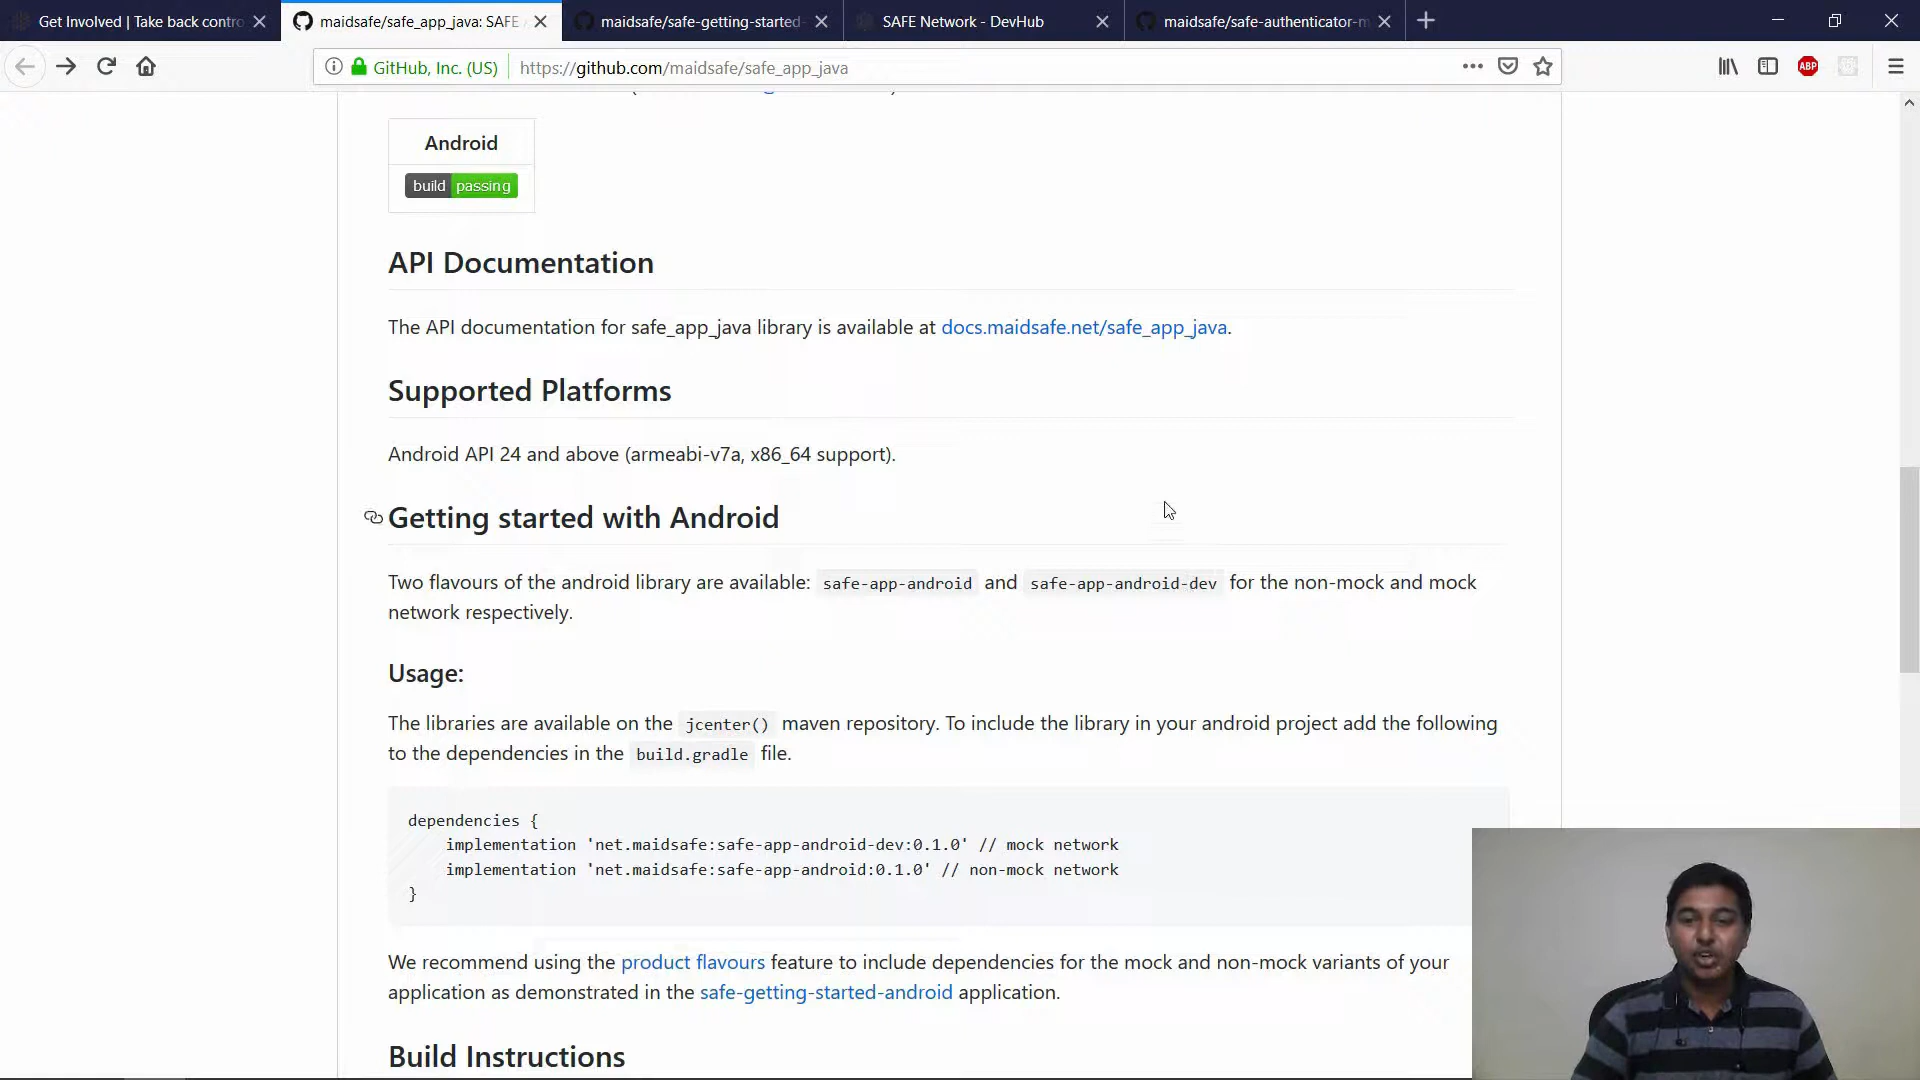 Get Involved | Take back contro
maidsafe/safe_app_java: SAFE
maidsafe/safe-getting-started-
SAFE Network - DevHub
maidsafe/safe-authenticator-m
GitHub, Inc. (US)
https://github.com/maidsafe/safe_app_java
ABP
Android
build passing
API Documentation
The API documentation for safe_app_java library is available at docs.maidsafe.net/safe_app_java.
Supported Platforms
Android API 24 and above (armeabi-v7a, x86_64 support).
Getting started with Android
Two flavours of the android library are available: safe-app-android and safe-app-android-dev for the non-mock and mock
network respectively.
Usage:
The libraries are available on the jcenter() maven repository. To include the library in your android project add the following
to the dependencies in the build.gradle file.
dependencies {
implementation 'net.maidsafe:safe-app-android-dev:0.1.0' // mock network
implementation 'net.maidsafe:safe-app-android:0.1.0' // non-mock network
}
We recommend using the product flavours feature to include dependencies for the mock and non-mock variants of your
application as demonstrated in the safe-getting-started-android application.
Build Instructions